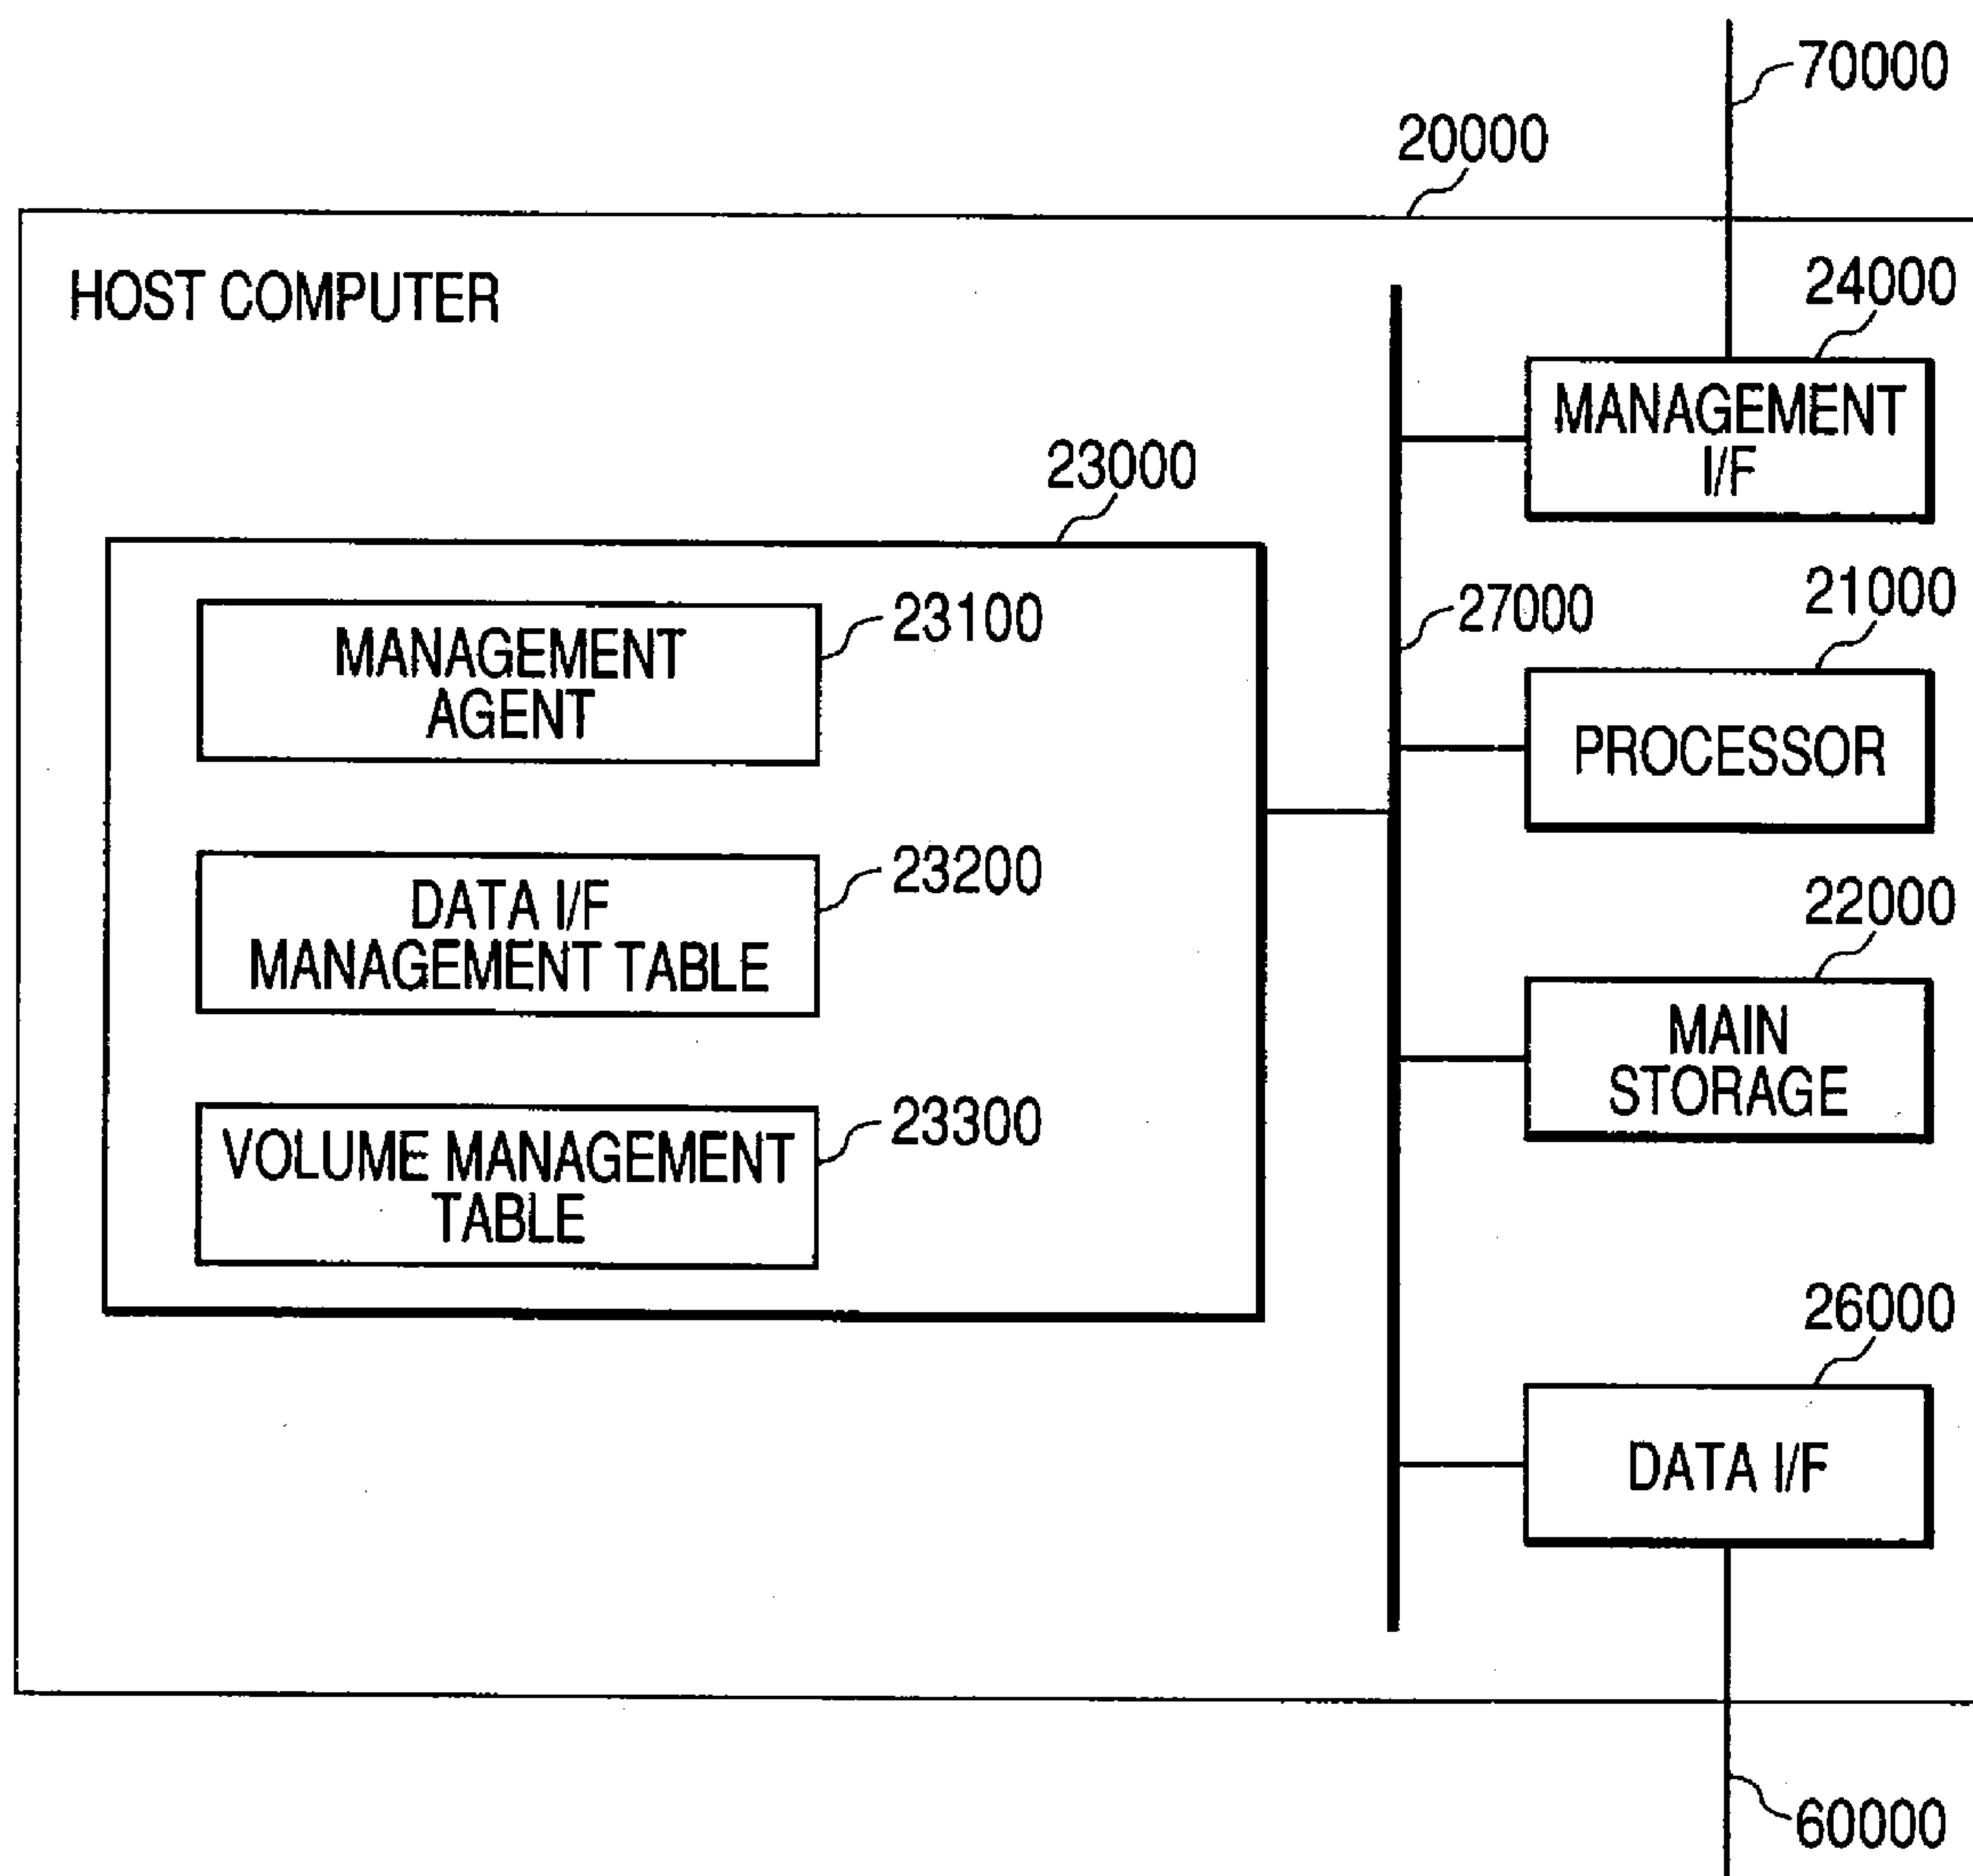 70000
20000
HOST COMPUTER
24000
MANAGEMENT
I/F
23000
23100
MANAGEMENT
AGENT
27000
21000
PROCESSOR
23200
DATA I/F
MANAGEMENT TABLE
22000
MAIN
STORAGE
23300
VOLUME MANAGEMENT
TABLE
26000
DATA I/F
60000